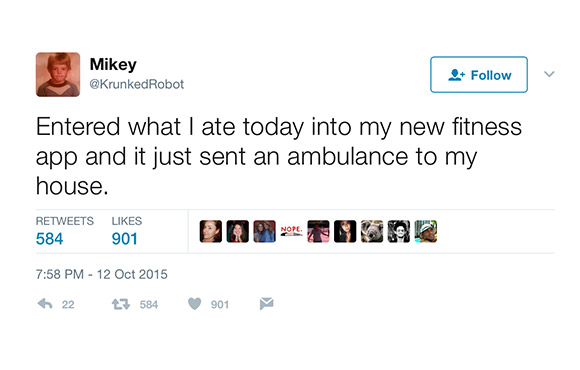 Mikey
@KrunkedRobot
Follow
Entered what I ate today into my new fitness
app and it just sent an ambulance to my
house.
RETWEETS LIKES
584 901
NOPE.
7:58 PM - 12 Oct 2015
22 584 901